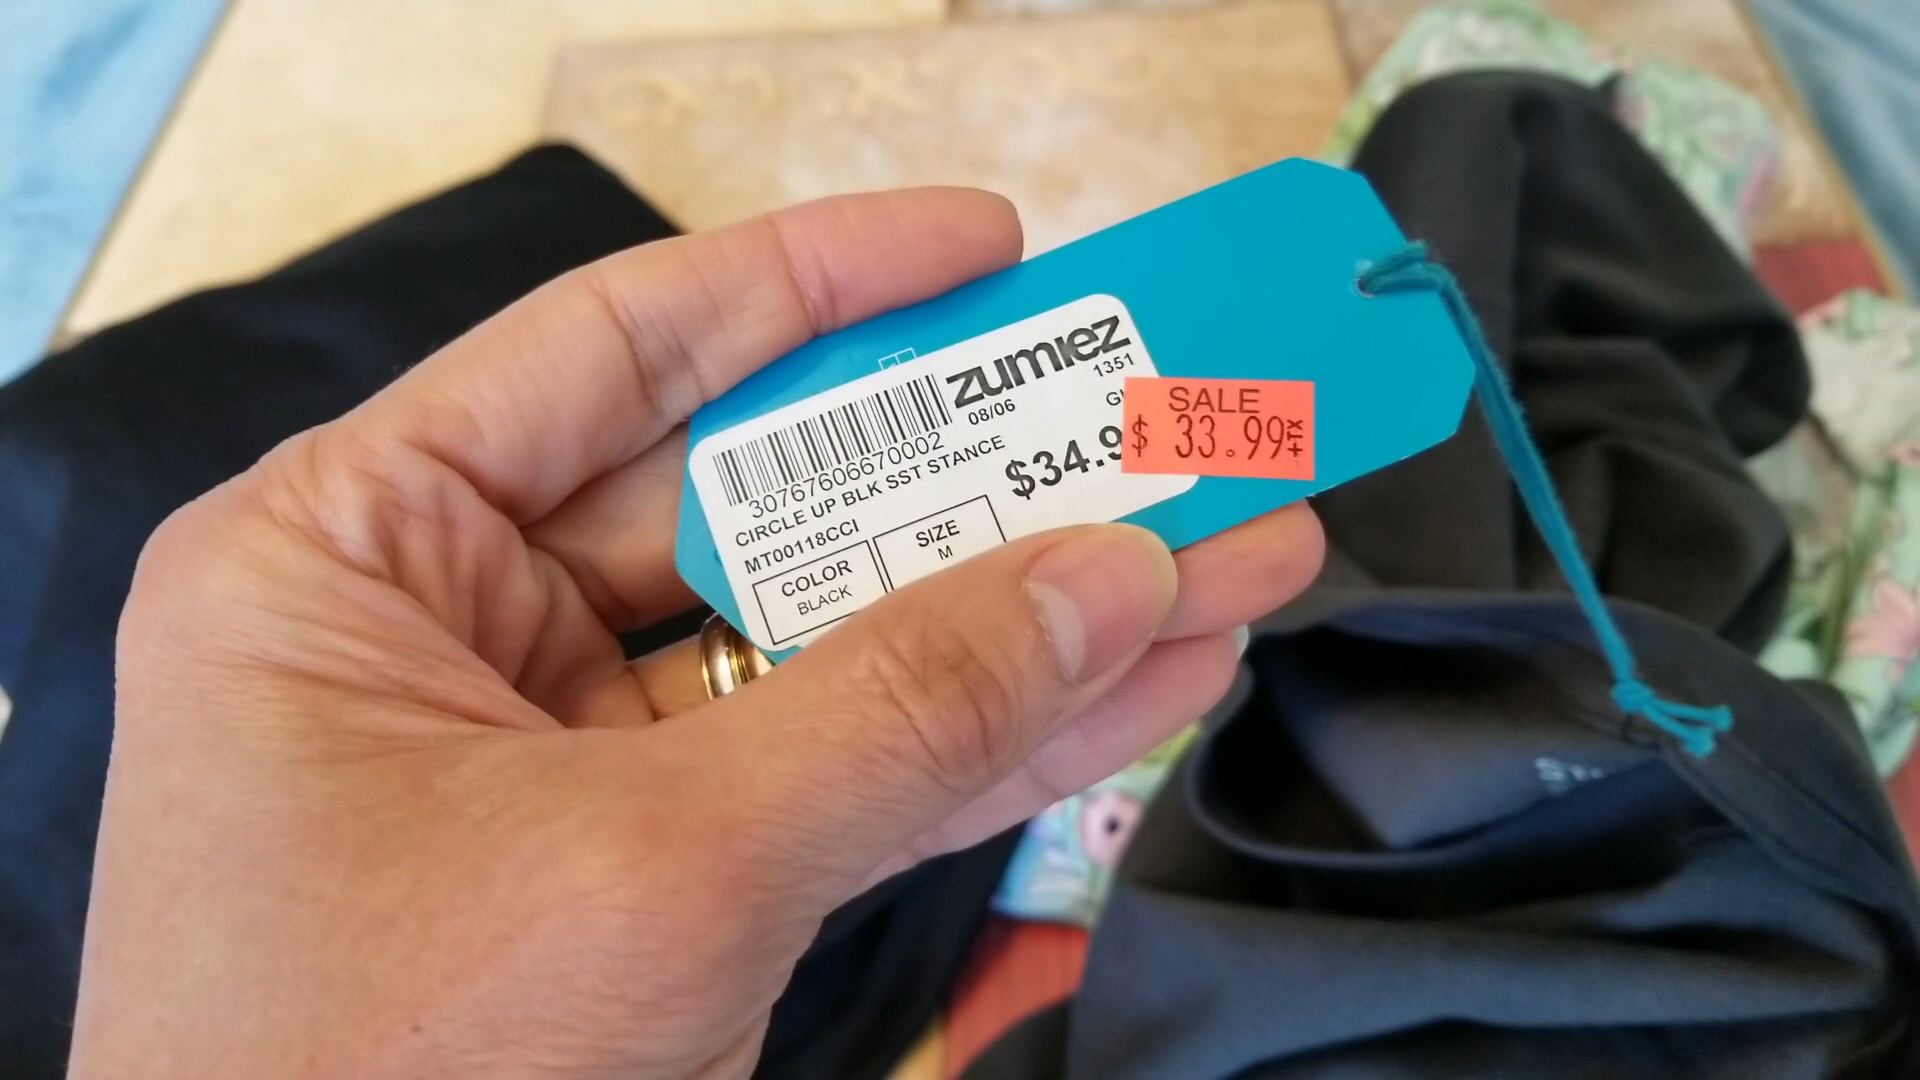 zumiez
1351
08/06
SALE
$ 33.99+TX
$34.9
30767606670002
CIRCLE UP BLK SST STANCE
MT00118CCI
COLOR
BLACK
SIZE
M